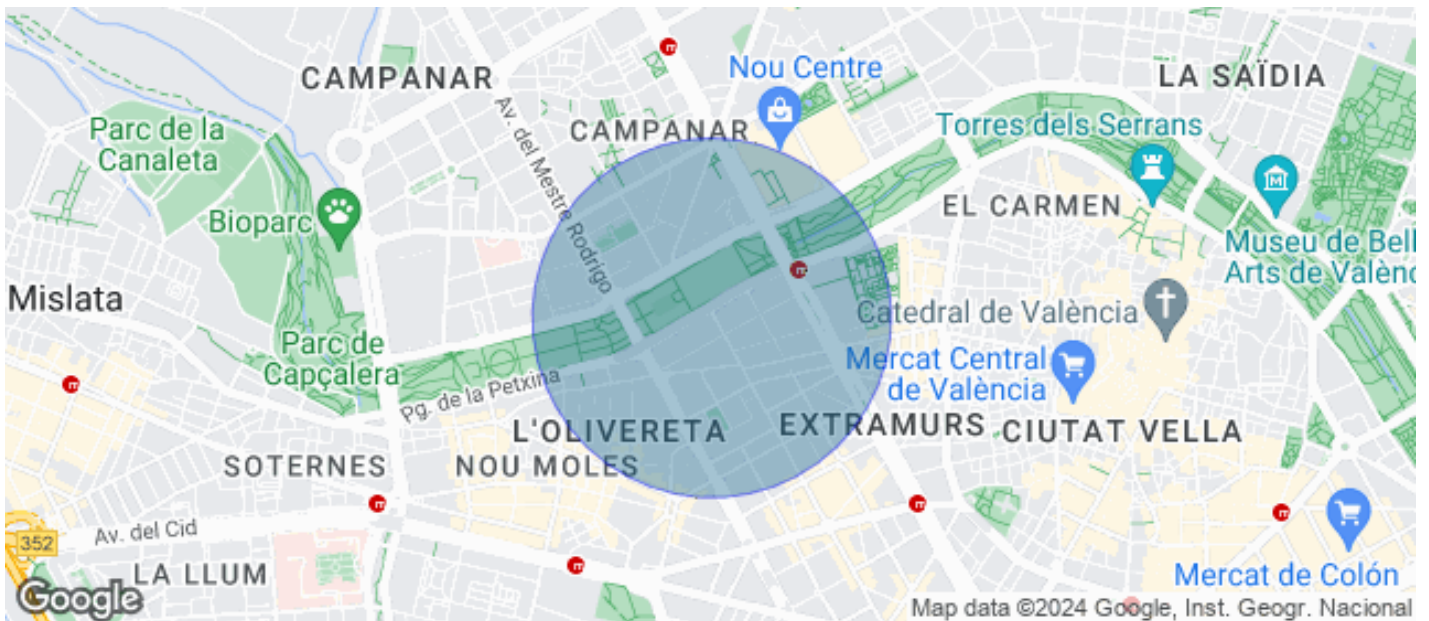 CAMPANAR
Nou Centre
LA SAÏDIA
Parc de la
Canaleta
Av. del Mestre Rodrigo
CAMPANAR
Torres dels Serrans
Bioparc
EL CARMEN
Museu de Bell
Arts de Valènc
Mislata
Catedral de València
Parc de
Capçalera
Mercat Central
de València
Pg. de la Petxina
L'OLIVERETA
EXTRAMURS
CIUTAT VELLA
SOTERNES
NOU MOLES
Av. del Cid
352
LA LLUM
Mercat de Colón
Google
Map data ©2024 Google, Inst. Geogr. Nacional